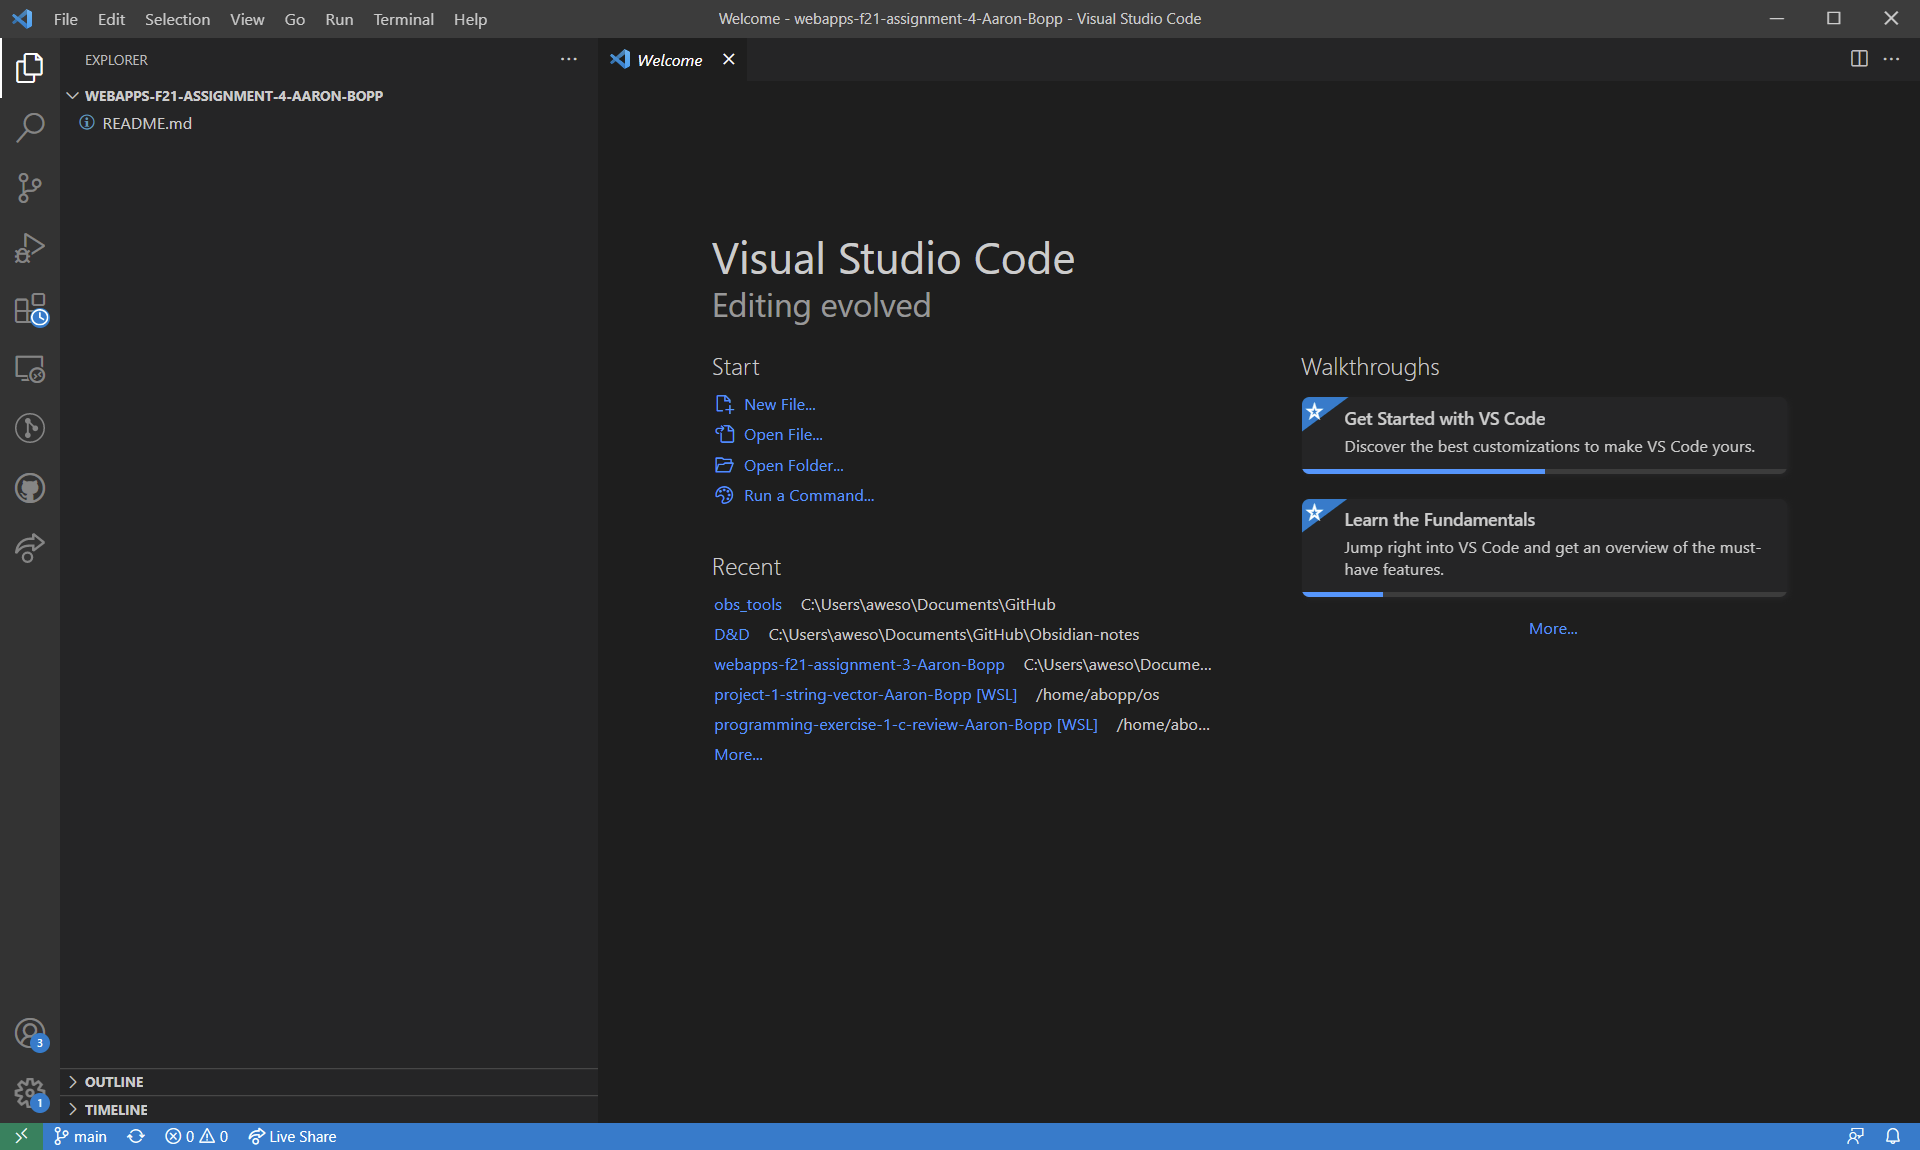 File Edit Selection View Go Run Terminal Help
Welcome - webapps-f21-assignment-4-Aaron-Bopp - Visual Studio Code
EXPLORER
WEBAPPS-F21-ASSIGNMENT-4-AARON-BOPP
README.md
Welcome
Visual Studio Code
Editing evolved
Start
New File...
Open File...
Open Folder...
Run a Command...
Recent
obs_tools C:\Users\aweso\Documents\GitHub
D&D C:\Users\aweso\Documents\GitHub\Obsidian-notes
webapps-f21-assignment-3-Aaron-Bopp C:\Users\aweso\Docume...
project-1-string-vector-Aaron-Bopp [WSL] /home/abopp/os
programming-exercise-1-c-review-Aaron-Bopp [WSL] /home/abo...
More...
Walkthroughs
Get Started with VS Code
Discover the best customizations to make VS Code yours.
Learn the Fundamentals
Jump right into VS Code and get an overview of the must-
have features.
More...
3
1
OUTLINE
TIMELINE
main 0 0 Live Share